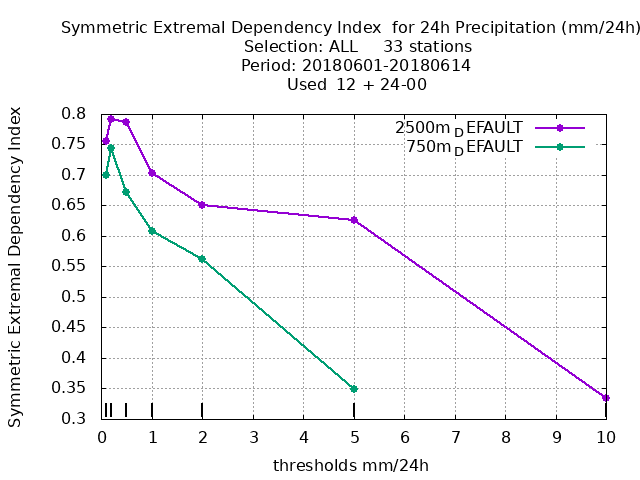 Symmetric Extremal Dependency Index  for 24h Precipitation (mm/24h)
Selection: ALL     33 stations
Period: 20180601-20180614
Used  12 + 24-00
Symmetric Extremal Dependency Index
0.8
0.75
0.7
0.65
0.6
0.55
0.5
0.45
0.4
0.35
0.3
2500m_DEFAULT
750m_DEFAULT
0 1 2 3 4 5 6 7 8 9 10
thresholds mm/24h